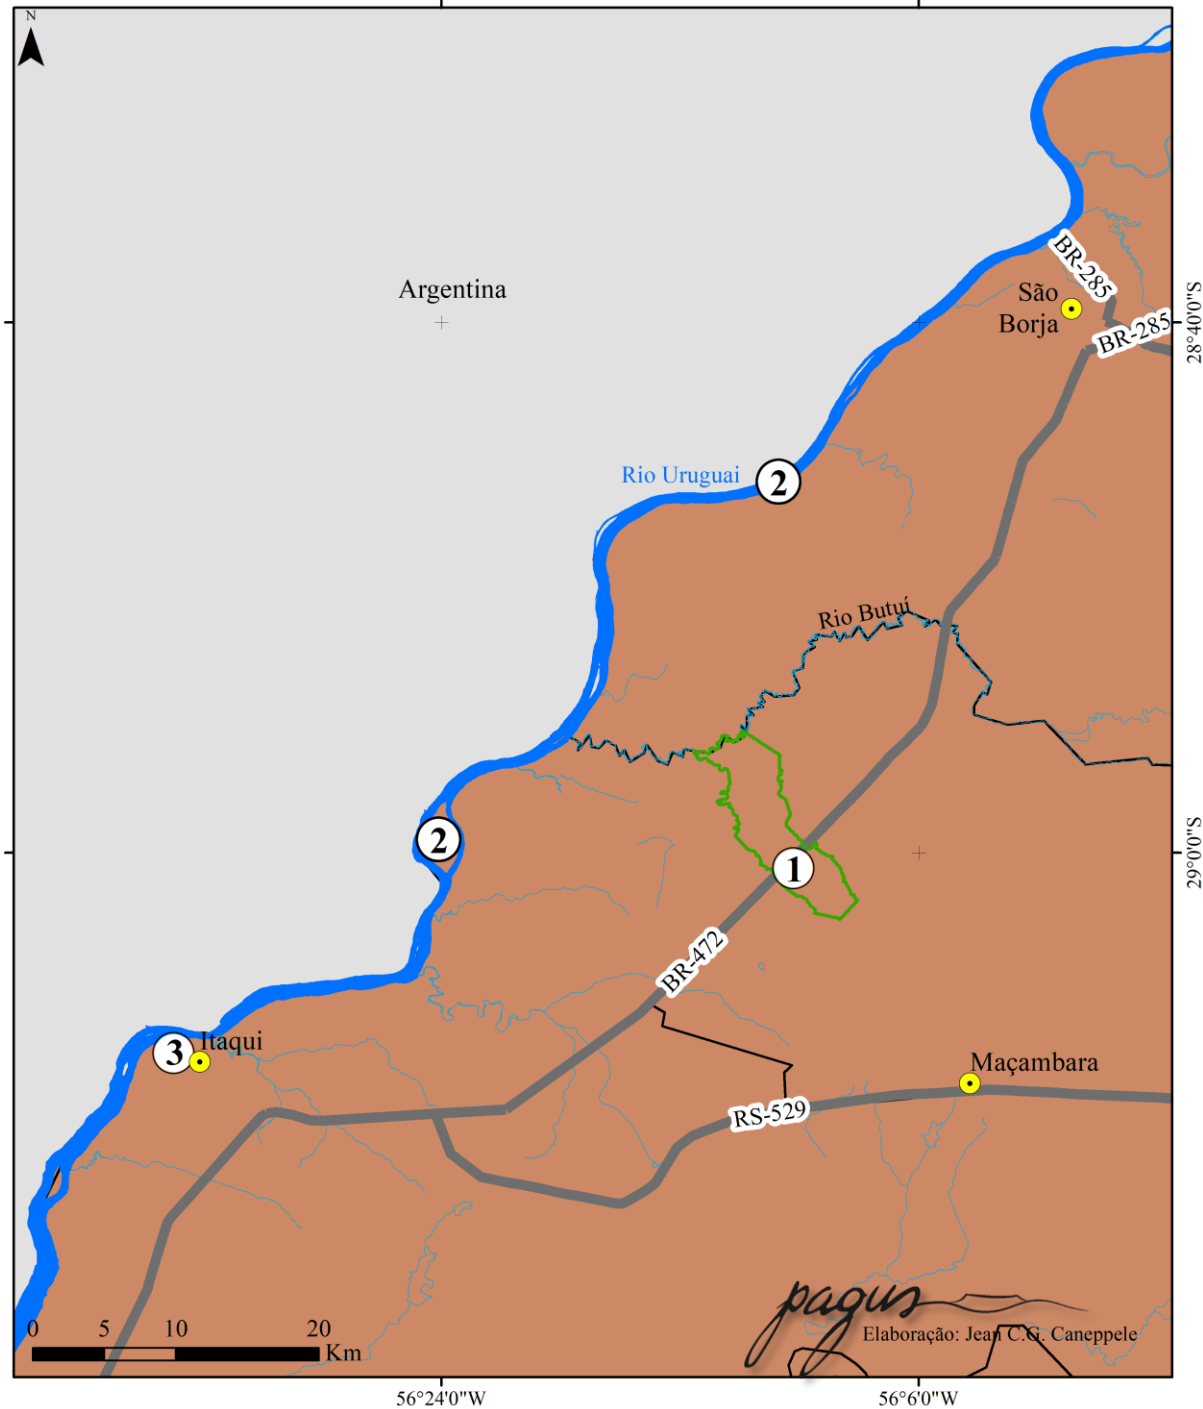 N
BR-285
Argentina
São
Borja
BR-285
28°40'0"S
Rio Uruguai
2
Rio Butuí
2
1
29°0'0"S
BR-472
3
Itaqui
Maçambara
RS-529
pagus
Elaboração: Jean C.G. Caneppele
0 5 10 20
Km
56°24'0"W
56°6'0"W